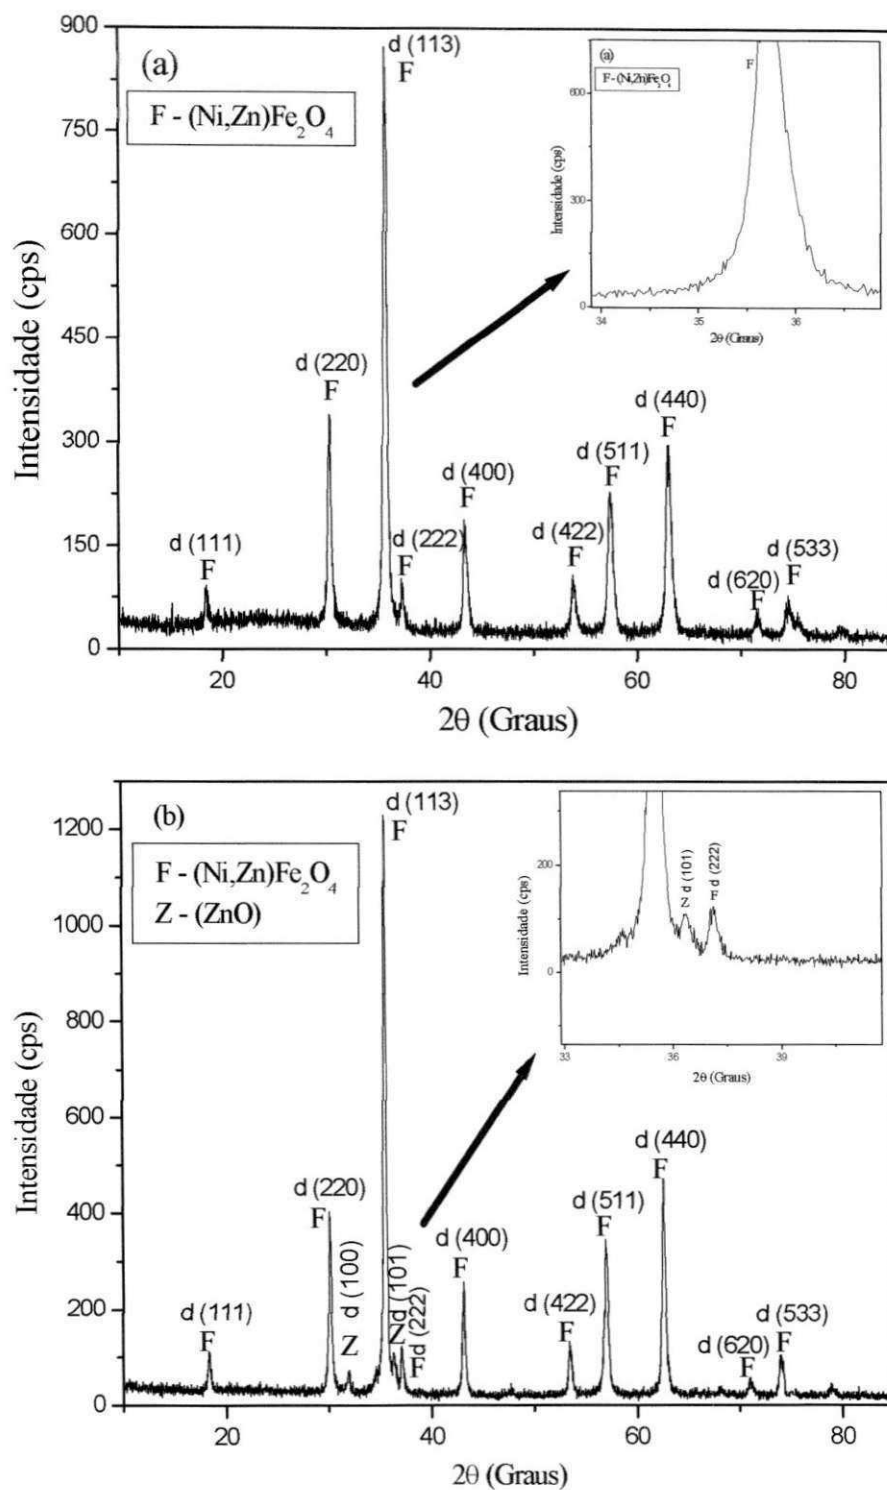 (a)
F - (Ni,Zn)Fe2O4
d (113)
F
d (220)
F
d (111)
F
d (222)
F
d (400)
F
d (422)
F
d (511)
F
d (440)
F
d (620)
F
d (533)
F
900
750
600
450
300
150
0
Intensidade (cps)
20
40
60
80
2θ (Graus)
(a)
F
F - (Ni,Zn)Fe2O4
600
300
0
Intensidade (cps)
34
35
36
2θ (Graus)
(b)
F - (Ni,Zn)Fe2O4
Z - (ZnO)
d (113)
F
d (220)
F
d (111)
F
d (100)
Z
d (101)
Z
d (222)
F
d (400)
F
d (422)
F
d (511)
F
d (440)
F
d (620)
F
d (533)
F
1200
1000
800
600
400
200
0
Intensidade (cps)
20
40
60
80
2θ (Graus)
Z d (101)
F d (222)
200
0
Intensidade (cps)
33
36
39
2θ (Graus)